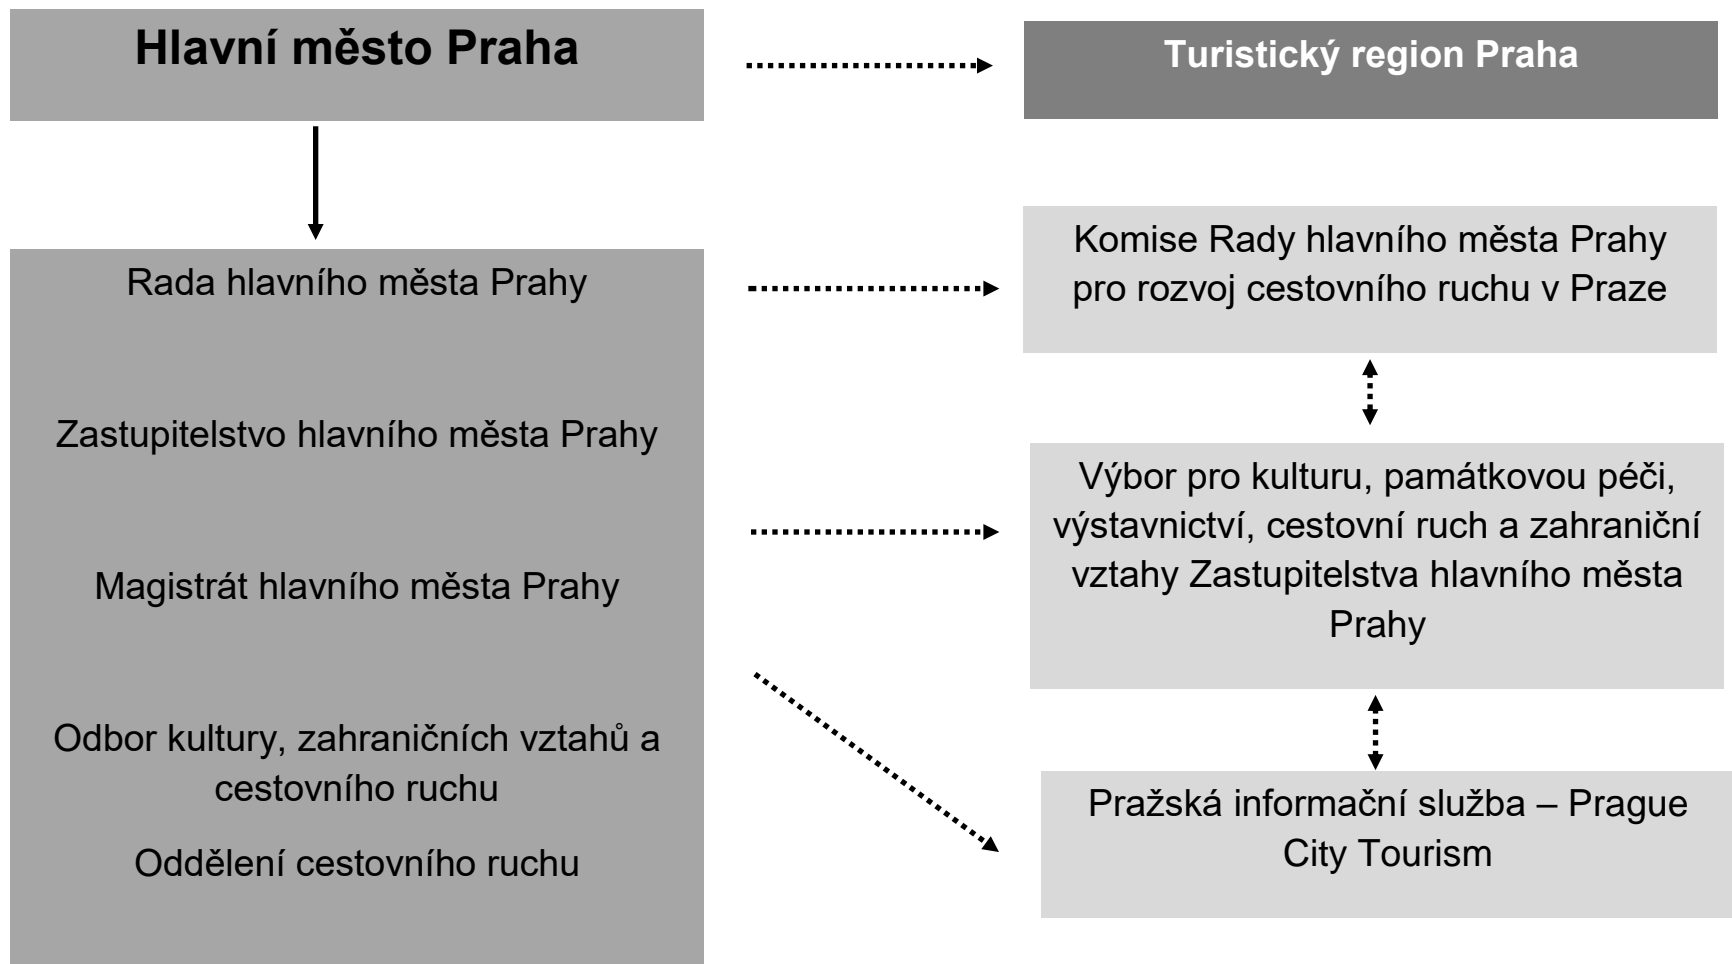 Hlavní město Praha
Turistický region Praha
Rada hlavního města Prahy
Zastupitelstvo hlavního města Prahy
Magistrát hlavního města Prahy
Odbor kultury, zahraničních vztahů a
cestovního ruchu
Oddělení cestovního ruchu
Komise Rady hlavního města Prahy
pro rozvoj cestovního ruchu v Praze
Výbor pro kulturu, památkovou péči,
výstavnictví, cestovní ruch a zahraniční
vztahy Zastupitelstva hlavního města
Prahy
Pražská informační služba – Prague
City Tourism